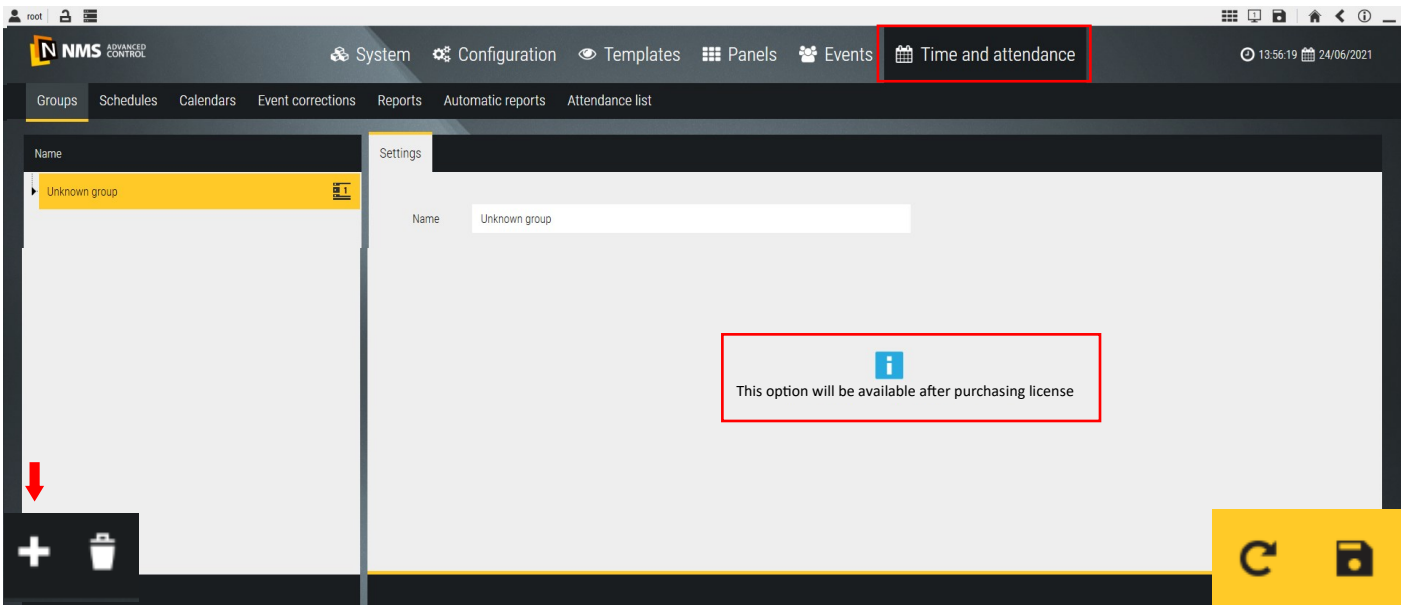 root
1
N NMS ADVANCED CONTROL
System Configuration Templates Panels Events Time and attendance
13:56:19 24/06/2021
Groups Schedules Calendars Event corrections Reports Automatic reports Attendance list
Name
Settings
Unknown group
1
Name Unknown group
i
This option will be available after purchasing license